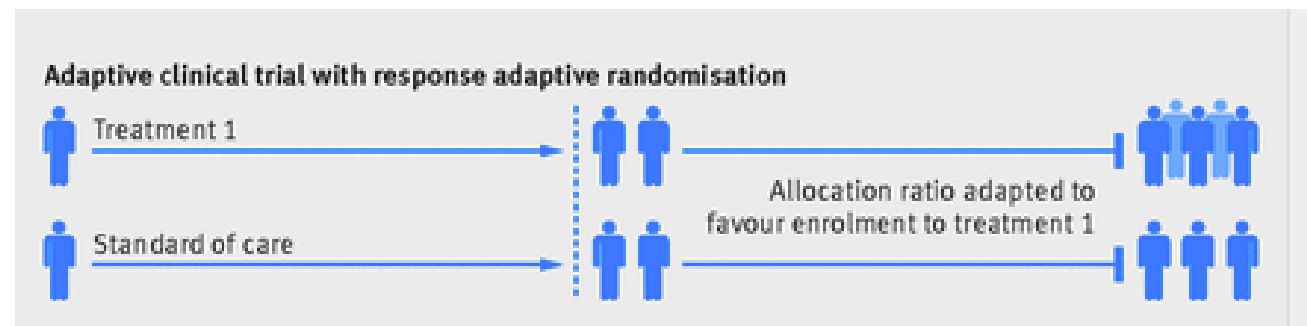 Adaptive clinical trial with response adaptive randomisation
Treatment 1
Allocation ratio adapted to
favour enrolment to treatment 1
Standard of care